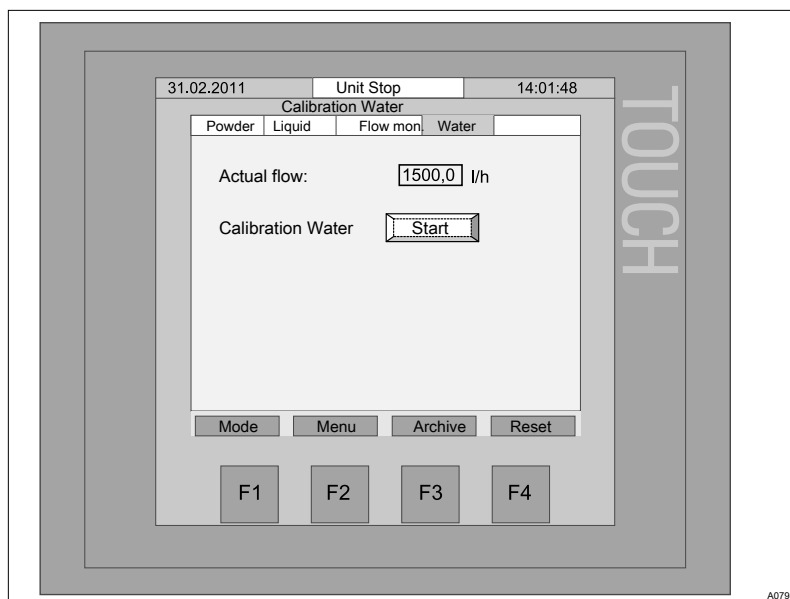 31.02.2011 Unit Stop 14:01:48
Calibration Water
Powder Liquid Flow mon. Water
Actual flow: 1500,0 l/h
Calibration Water Start
Mode Menu Archive Reset
F1 F2 F3 F4
TOUCH
A079